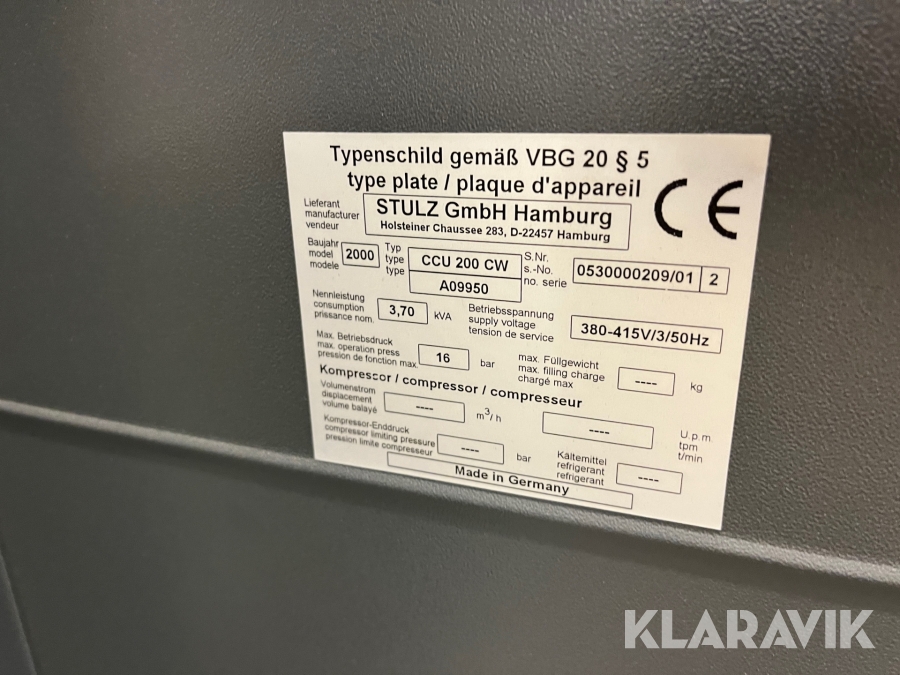 Typenschild gemäß VBG 20 § 5
type plate / plaque d'appareil
CE
Lieferant
manufacturer
vendeur
STULZ GmbH Hamburg
Holsteiner Chaussee 283, D-22457 Hamburg
Baujahr
model
modele
2000
Typ
type
type
CCU 200 CW
A09950
S.Nr.
s.-No.
no. serie
0530000209/01 2
Nennleistung
consumption
prissance nom.
3,70 kVA
Betriebsspannung
supply voltage
tension de service
380-415V/3/50Hz
Max. Betriebsdruck
max. operation press
pression de fonction max.
16 bar
max. Füllgewicht
max. filling charge
chargé max
---- kg
Kompressor / compressor / compresseur
Volumenstrom
displacement
volume balayé
---- m³/h
----
U.p.m.
tpm
t/min
Kompressor-Enddruck
compressor limiting pressure
pression limite compresseur
---- bar
Kältemittel
refrigerant
refrigerant
----
Made in Germany
KLARAVIK